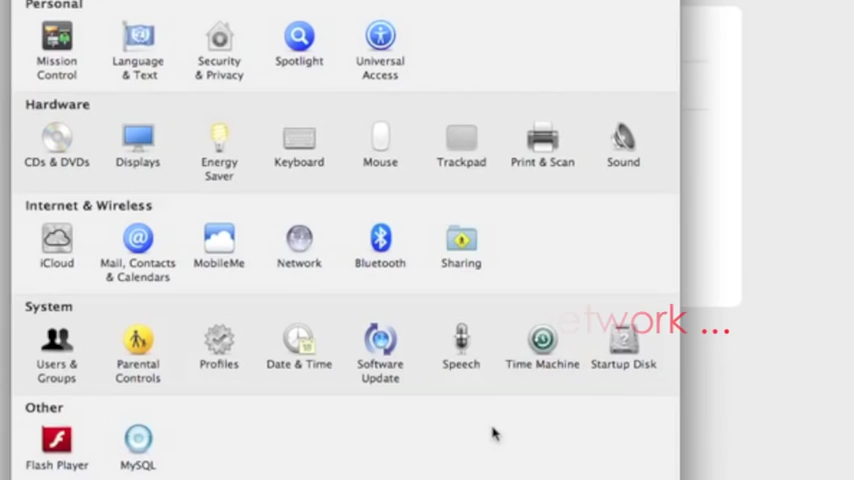 Personal
Mission Control
Language & Text
Security & Privacy
Spotlight
Universal Access
Hardware
CDs & DVDs
Displays
Energy Saver
Keyboard
Mouse
Trackpad
Print & Scan
Sound
Internet & Wireless
iCloud
Mail, Contacts & Calendars
MobileMe
Network
Bluetooth
Sharing
System
network ...
Users & Groups
Parental Controls
Profiles
Date & Time
Software Update
Speech
Time Machine
Startup Disk
Other
Flash Player
MySQL